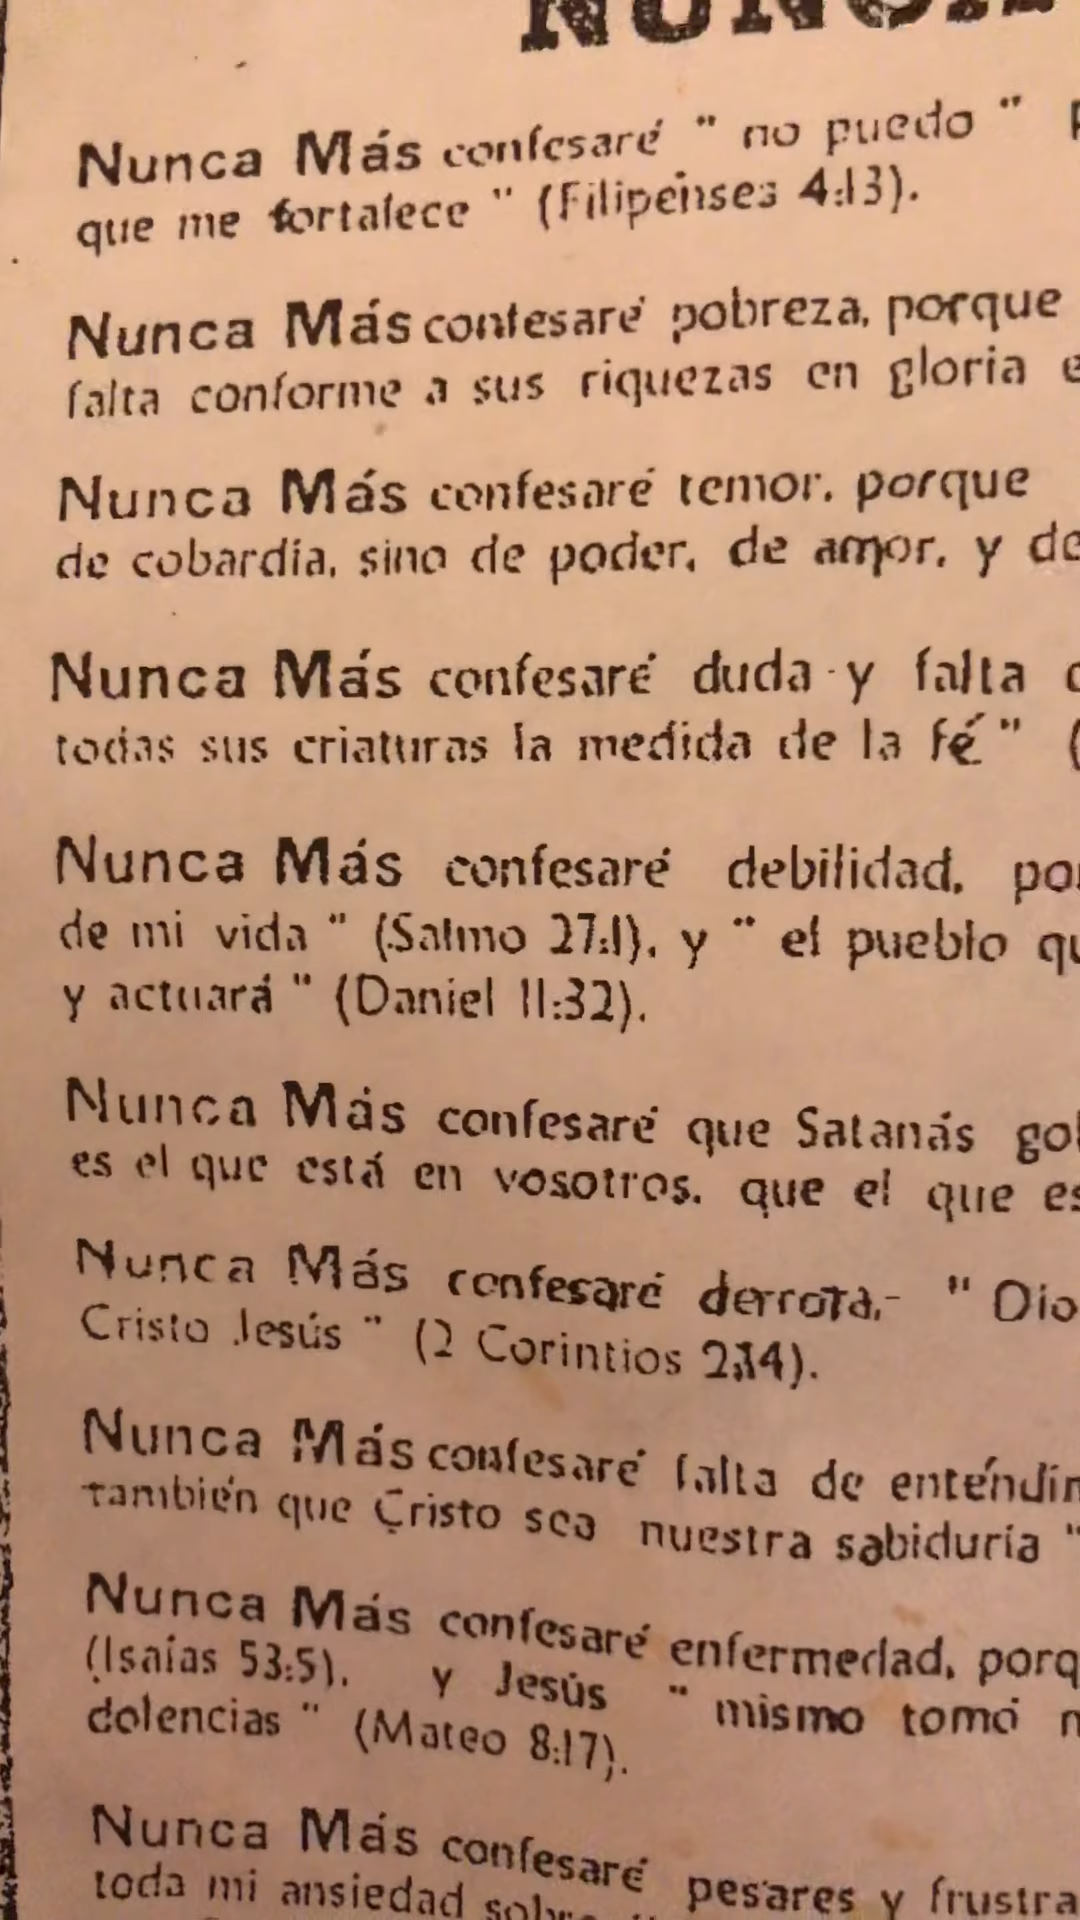 Nunca Más confesaré " no puedo "
que me fortalece " (Filipenses 4:13).
Nunca Más confesaré pobreza, porque
falta conforme a sus riquezas en gloria
Nunca Más confesaré temor, porque
de cobardía, sino de poder, de amor, y de
Nunca Más confesaré duda y falta
todas sus criaturas la medida de la fé " (
Nunca Más confesaré debilidad,
de mi vida " (Salmo 27:1), y " el pueblo
y actuará " (Daniel 11:32).
Nunca Más confesaré que Satanás
es el que está en vosotros, que el que
Nunca Más confesaré derrota,- "
Cristo Jesús " (2 Corintios 2:14).
Nunca Más confesaré falta de
también que Cristo sea nuestra sabiduría "
Nunca Más confesaré enfermedad,
(Isaías 53:5), y Jesús " mismo tomó
dolencias " (Mateo 8:17).
Nunca Más confesaré pesares y
toda mi ansiedad